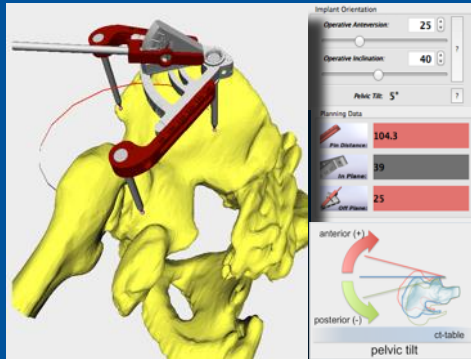 Implant Orientation
Operative Anteversion: 25
?
Operative Inclination: 40
Pelvic Tilt: 5° ?
Planning Data
104.3
Pin Distance:
39
In Plane:
25
Off Plane:
anterior (+)
posterior (-)
ct-table
pelvic tilt